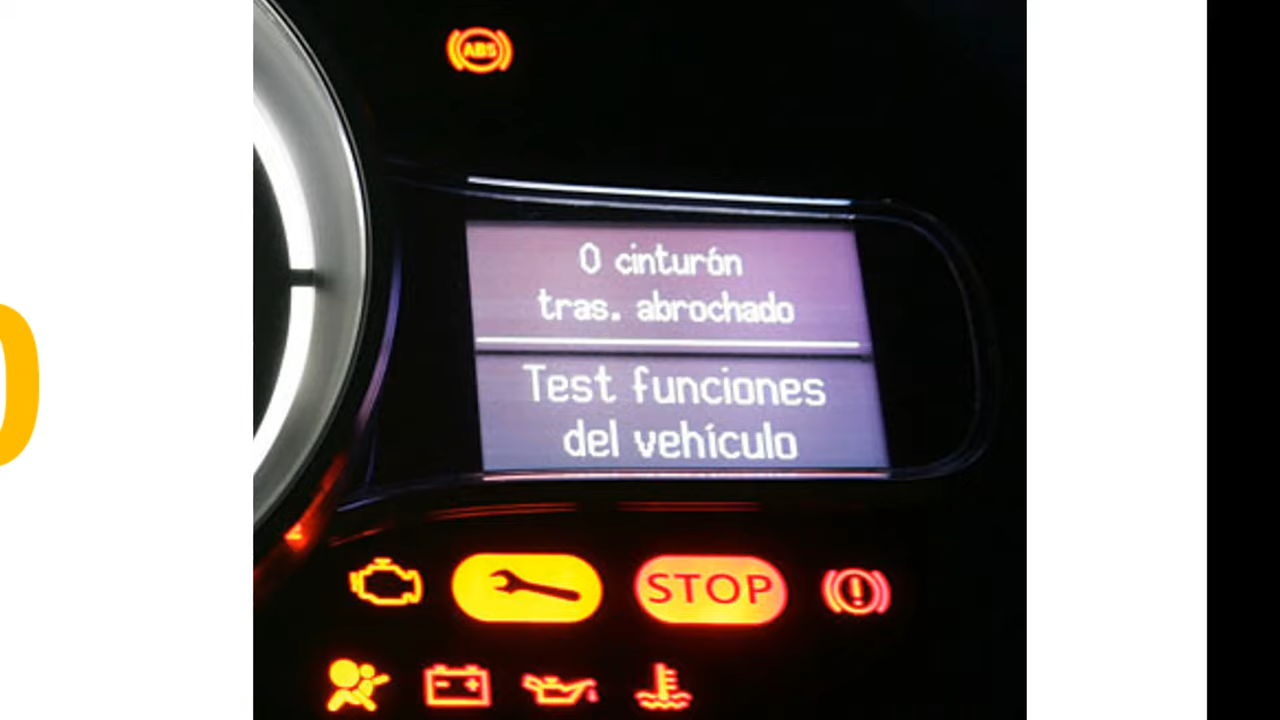 ABS
0 cinturón
tras. abrochado
Test funciones
del vehículo
STOP